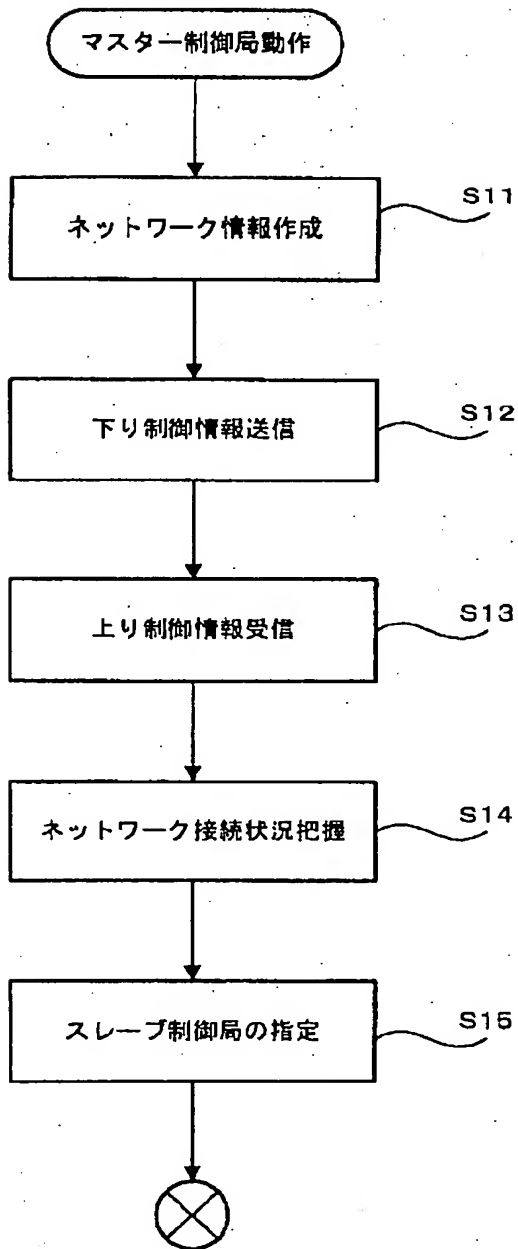 マスター制御局動作
S11
ネットワーク情報作成
S12
下り制御情報送信
S13
上り制御情報受信
S14
ネットワーク接続状況把握
S15
スレーブ制御局の指定